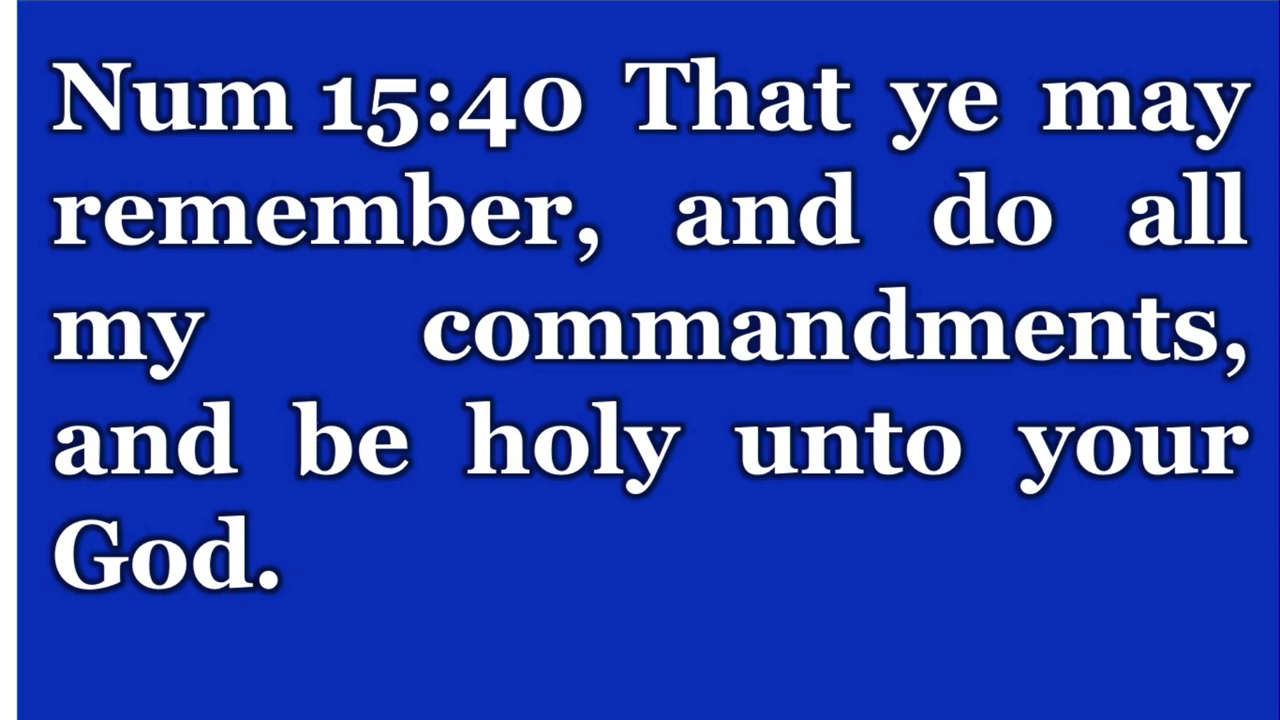 Num 15:40 That ye may
remember, and do all
my commandments,
and be holy unto your
God.